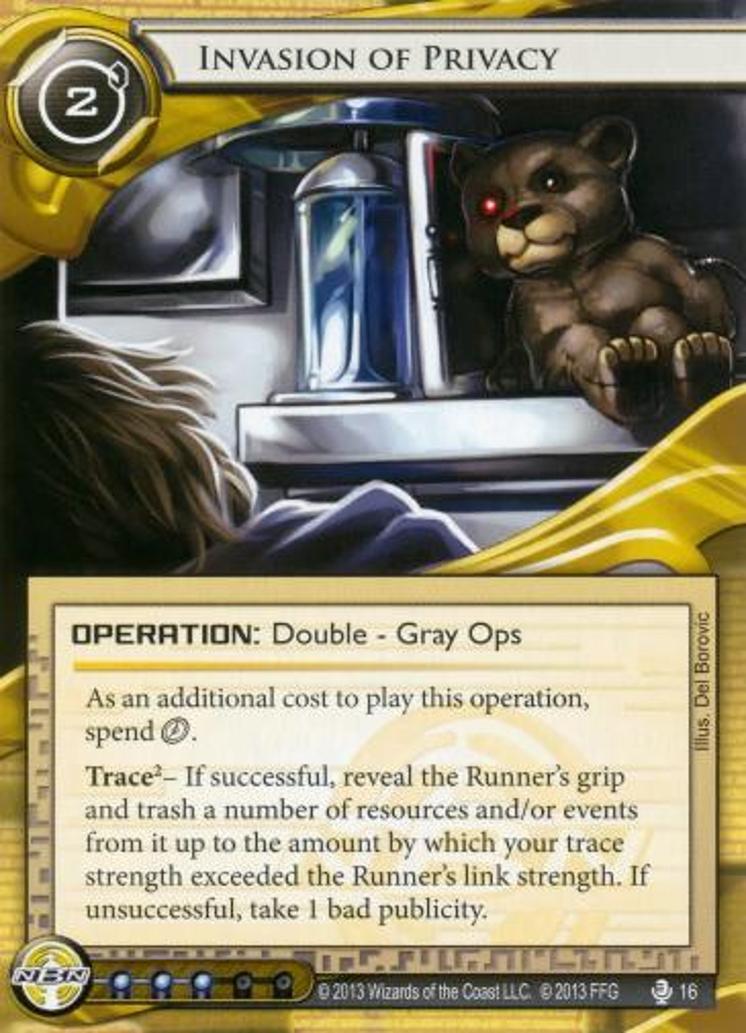 2
INVASION OF PRIVACY
OPERATION: Double - Gray Ops
As an additional cost to play this operation,
spend .
Trace²– If successful, reveal the Runner's grip
and trash a number of resources and/or events
from it up to the amount by which your trace
strength exceeded the Runner's link strength. If
unsuccessful, take 1 bad publicity.
Illus. Del Borovic
NBN
© 2013 Wizards of the Coast LLC. © 2013 FFG
16